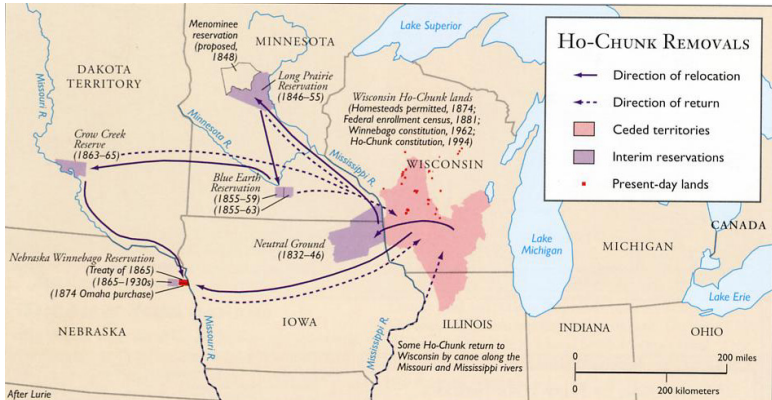 Menominee
reservation
(proposed,
1848)
MINNESOTA
Lake Superior
HO-CHUNK REMOVALS
Direction of relocation
Direction of return
Ceded territories
Interim reservations
Present-day lands
DAKOTA
TERRITORY
Missouri R.
Long Prairie
Reservation
(1846–55)
Wisconsin Ho-Chunk lands
(Homesteads permitted, 1874;
Federal enrollment census, 1881;
Winnebago constitution, 1962;
Ho-Chunk constitution, 1994)
Minnesota R.
Crow Creek
Reserve
(1863–65)
Mississippi R.
WISCONSIN
Blue Earth
Reservation
(1855–59)
(1855–63)
Neutral Ground
(1832–46)
Lake
Michigan
MICHIGAN
CANADA
Nebraska Winnebago Reservation
(Treaty of 1865)
(1865–1930s)
(1874 Omaha purchase)
Lake Erie
NEBRASKA
Missouri R.
IOWA
Mississippi R.
ILLINOIS
INDIANA
OHIO
Some Ho-Chunk return to
Wisconsin by canoe along the
Missouri and Mississippi rivers
0
200 miles
0
200 kilometers
After Lurie